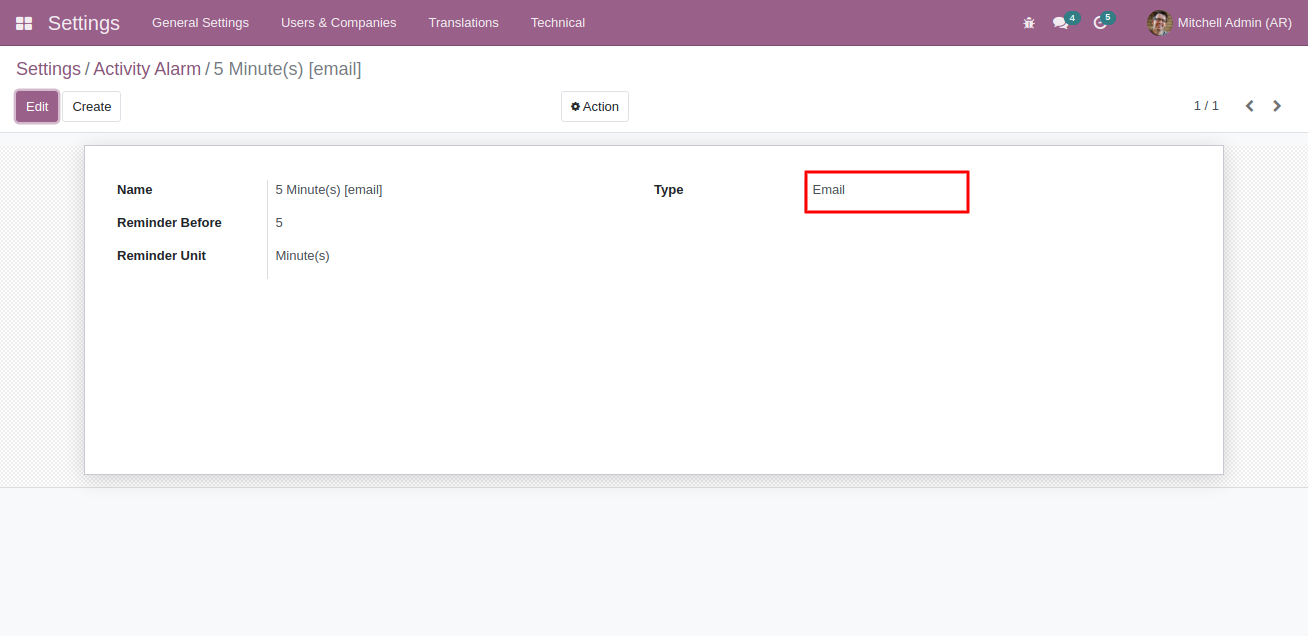 Settings General Settings Users & Companies Translations Technical 4 5 Mitchell Admin (AR)
Settings / Activity Alarm / 5 Minute(s) [email]
Edit Create Action 1 / 1
Name 5 Minute(s) [email] Type Email
Reminder Before 5
Reminder Unit Minute(s)